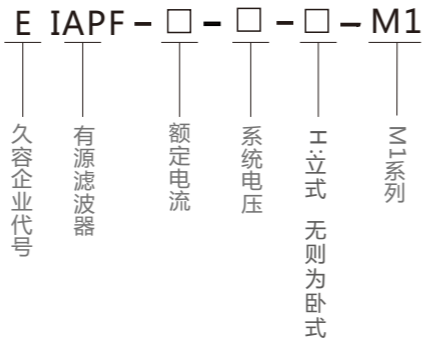 E IAPF-□-□-□-M1
久容企业代号
有源滤波器
额定电流
系统电压
H:立式 无则为卧式
M1系列